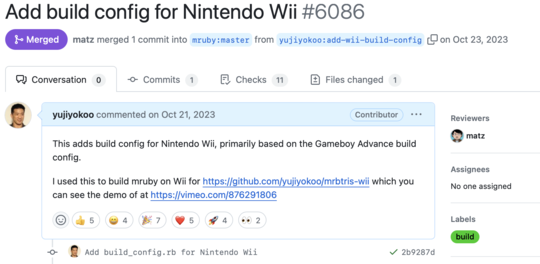 Add build config for Nintendo Wii #6086
Merged matz merged 1 commit into mruby:master from yujiyokoo:add-wii-build-config on Oct 23, 2023
Conversation 0 Commits 1 Checks 11 Files changed 1
yujiyokoo commented on Oct 21, 2023 Contributor ...
This adds build config for Nintendo Wii, primarily based on the Gameboy Advance build
config.
I used this to build mruby on Wii for https://github.com/yujiyokoo/mrbtris-wii which you
can see the demo of at https://vimeo.com/876291806
👍 5 😄 4 🎉 7 ❤️ 5 🚀 4 👀 2
Add build_config.rb for Nintendo Wii 2b9287d
Reviewers
matz
Assignees
No one assigned
Labels
build